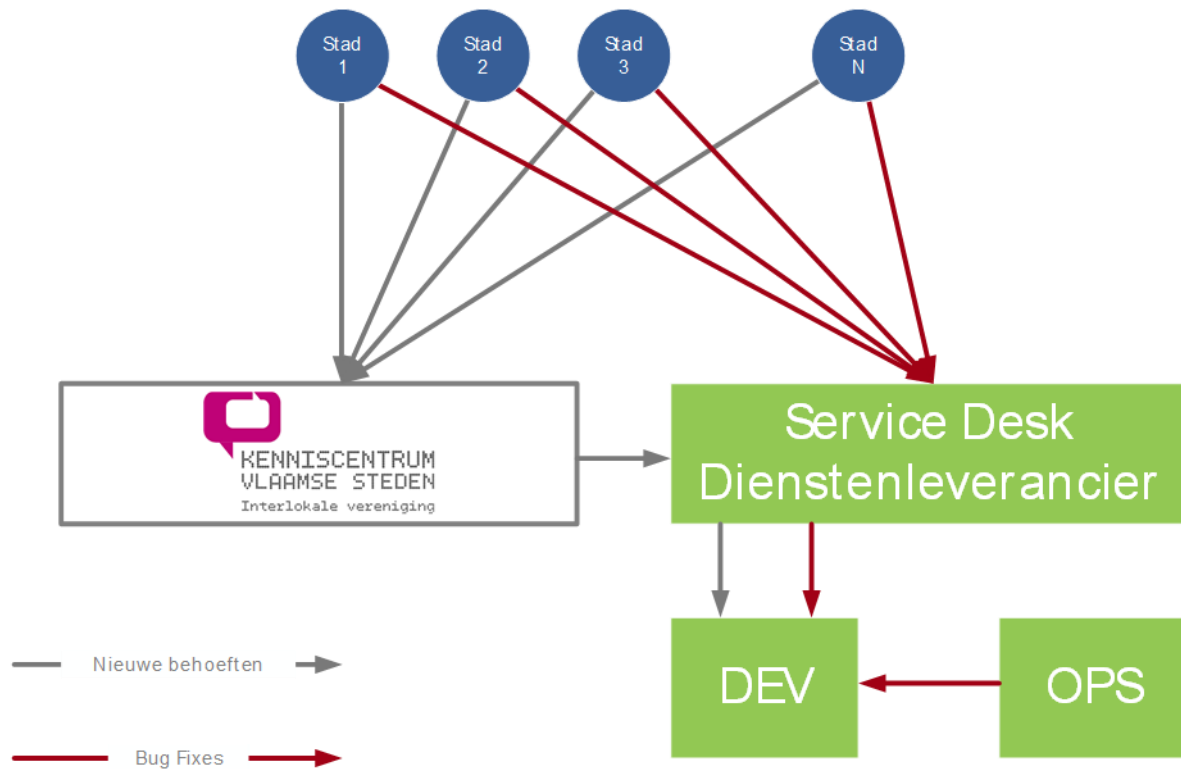 Stad
1
Stad
2
Stad
3
Stad
N
KENNISCENTRUM
VLAAMSE STEDEN
Interlokale vereniging
Service Desk
Dienstenleverancier
DEV
OPS
Nieuwe behoeften
Bug Fixes